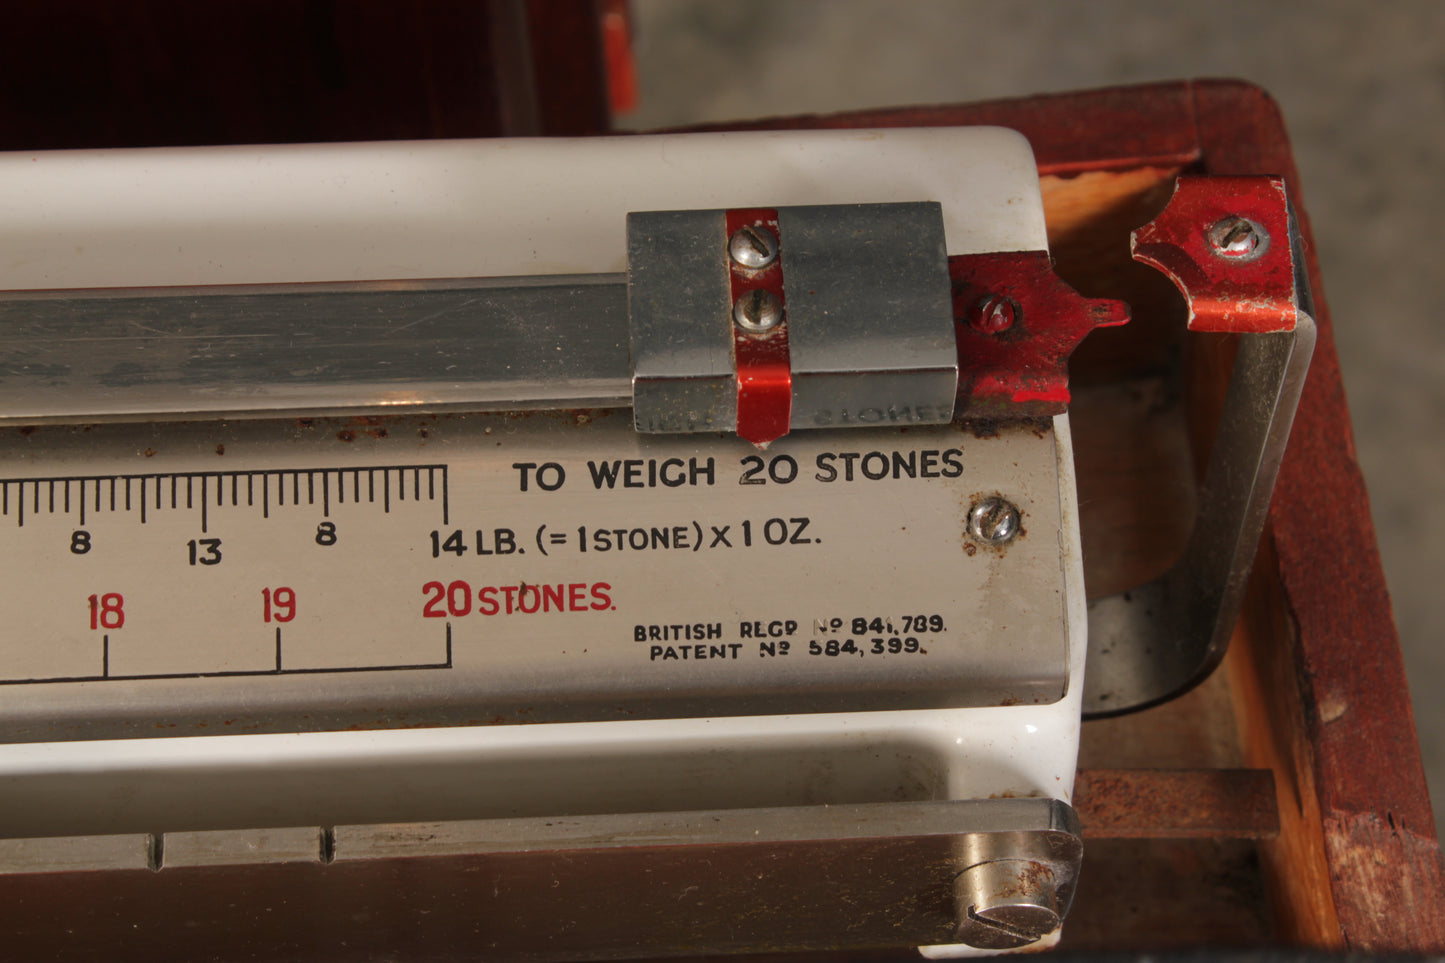 TO WEIGH 20 STONES
8 13 8 14 LB. (= 1 STONE) X 1 OZ.
18 19 20 STONES.
BRITISH REGD Nº 841,789.
PATENT Nº 584,399.